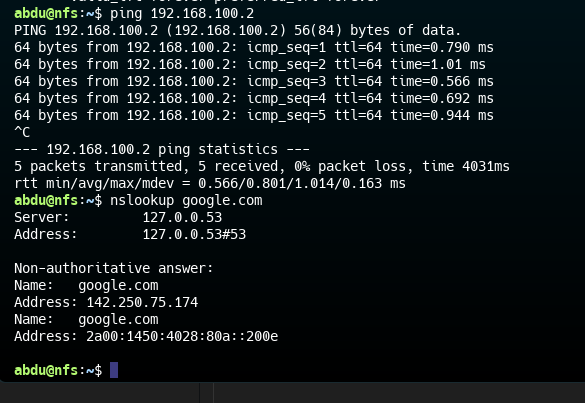 abdu@nfs:~$ ping 192.168.100.2
PING 192.168.100.2 (192.168.100.2) 56(84) bytes of data.
64 bytes from 192.168.100.2: icmp_seq=1 ttl=64 time=0.790 ms
64 bytes from 192.168.100.2: icmp_seq=2 ttl=64 time=1.01 ms
64 bytes from 192.168.100.2: icmp_seq=3 ttl=64 time=0.566 ms
64 bytes from 192.168.100.2: icmp_seq=4 ttl=64 time=0.692 ms
64 bytes from 192.168.100.2: icmp_seq=5 ttl=64 time=0.944 ms
^C
--- 192.168.100.2 ping statistics ---
5 packets transmitted, 5 received, 0% packet loss, time 4031ms
rtt min/avg/max/mdev = 0.566/0.801/1.014/0.163 ms
abdu@nfs:~$ nslookup google.com
Server:         127.0.0.53
Address:        127.0.0.53#53

Non-authoritative answer:
Name:   google.com
Address: 142.250.75.174
Name:   google.com
Address: 2a00:1450:4028:80a::200e

abdu@nfs:~$